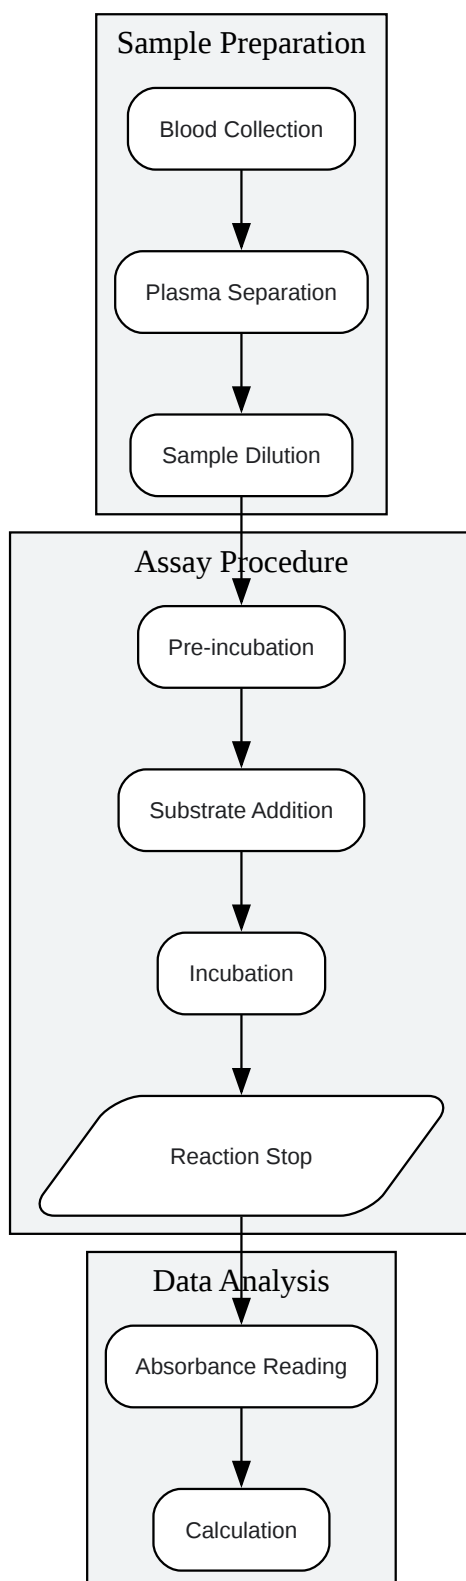 Sample Preparation
Blood Collection
Plasma Separation
Sample Dilution
Assay Procedure
Pre-incubation
Substrate Addition
Incubation
Reaction Stop
Data Analysis
Absorbance Reading
Calculation